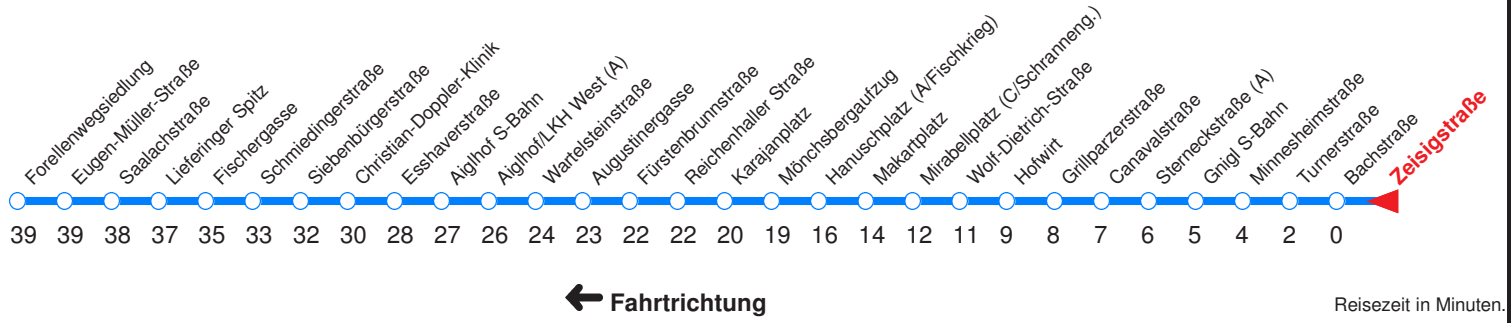 Forellenwegsiedlung
Eugen-Müller-Straße
Saalachstraße
Lieferinger Spitz
Fischergasse
Schmiedingerstraße
Siebenbürgerstraße
Christian-Doppler-Klinik
Esshaverstraße
Aiglhof S-Bahn
Aiglhof/LKH West (A)
Wartelsteinstraße
Augustinergasse
Fürstenbrunnstraße
Reichenhaller Straße
Karajanplatz
Mönchsbergaufzug
Hanuschplatz (A/Fischkrieg)
Makartplatz
Mirabellplatz (C/Schranneng.)
Wolf-Dietrich-Straße
Hofwirt
Grillparzerstraße
Canavalstraße
Sterneckstraße (A)
Gnigl S-Bahn
Minnesheimstraße
Turnerstraße
Bachstraße
Zeisigstraße
39 39 38 37 35 33 32 30 28 27 26 24 23 22 22 20 19 16 14 12 11 9 8 7 6 5 4 2 0
Fahrtrichtung
Reisezeit in Minuten.